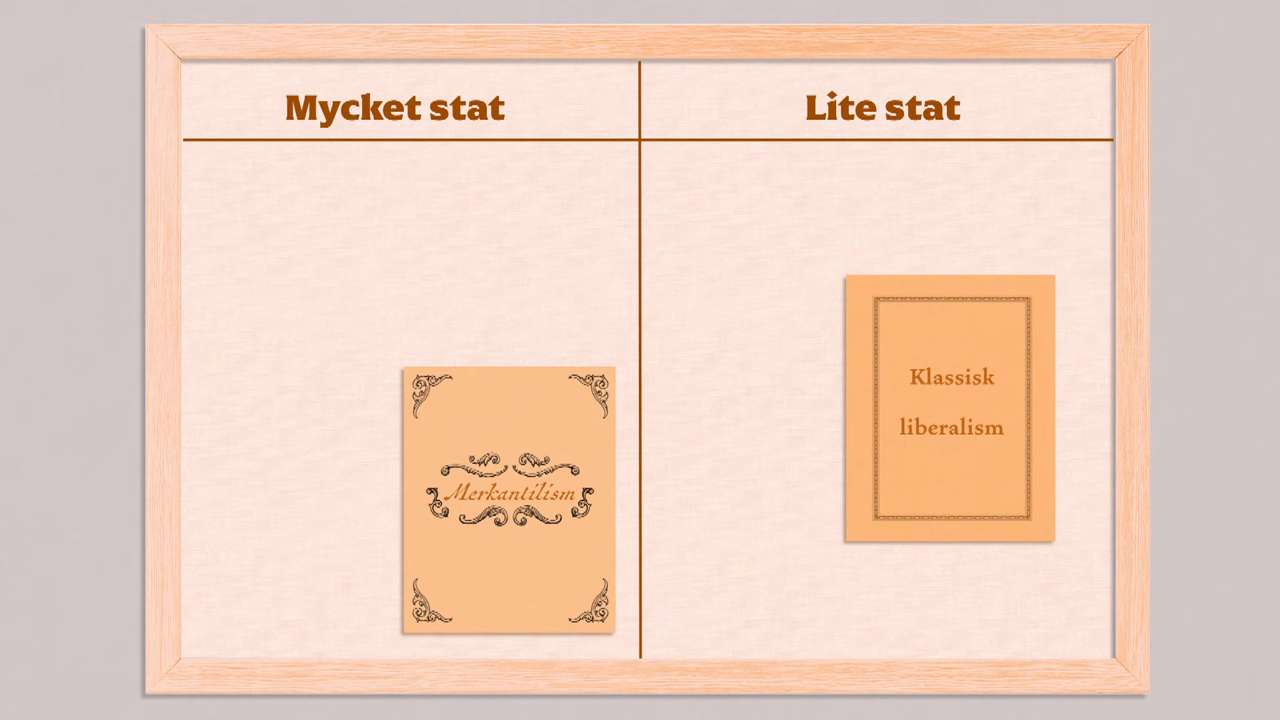 Mycket stat
Lite stat
Klassisk
liberalism
Merkantilism